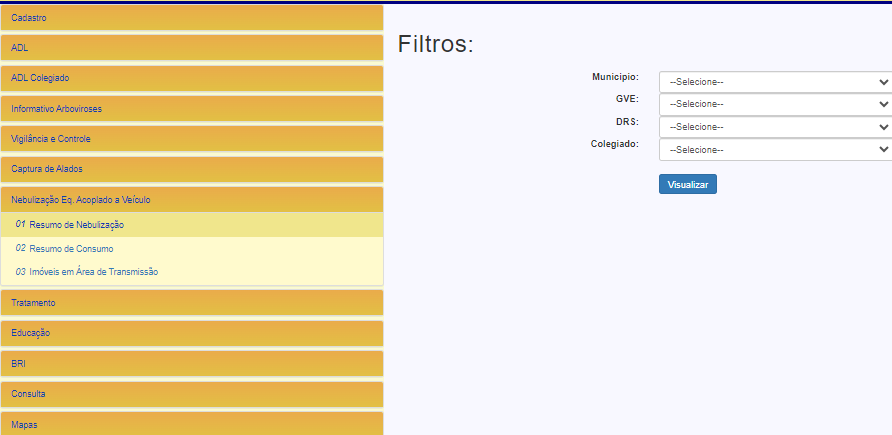 Cadastro
ADL
ADL Colegiado
Informativo Arboviroses
Vigilância e Controle
Captura de Alados
Nebulização Eq. Acoplado a Veículo
01 Resumo de Nebulização
02 Resumo de Consumo
03 Imóveis em Área de Transmissão
Tratamento
Educação
BRI
Consulta
Mapas
Filtros:
Município: --Selecione--
GVE: --Selecione--
DRS: --Selecione--
Colegiado: --Selecione--
Visualizar